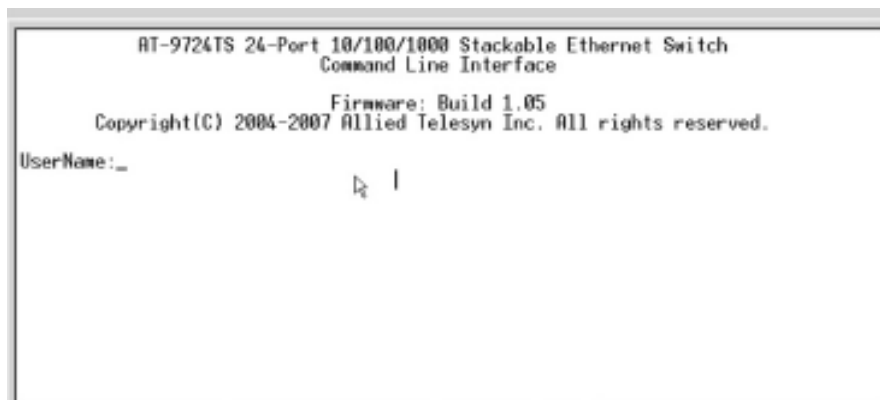 AT-9724TS 24-Port 10/100/1000 Stackable Ethernet Switch
Command Line Interface
Firmware: Build 1.05
Copyright(C) 2004-2007 Allied Telesyn Inc. All rights reserved.
UserName:_